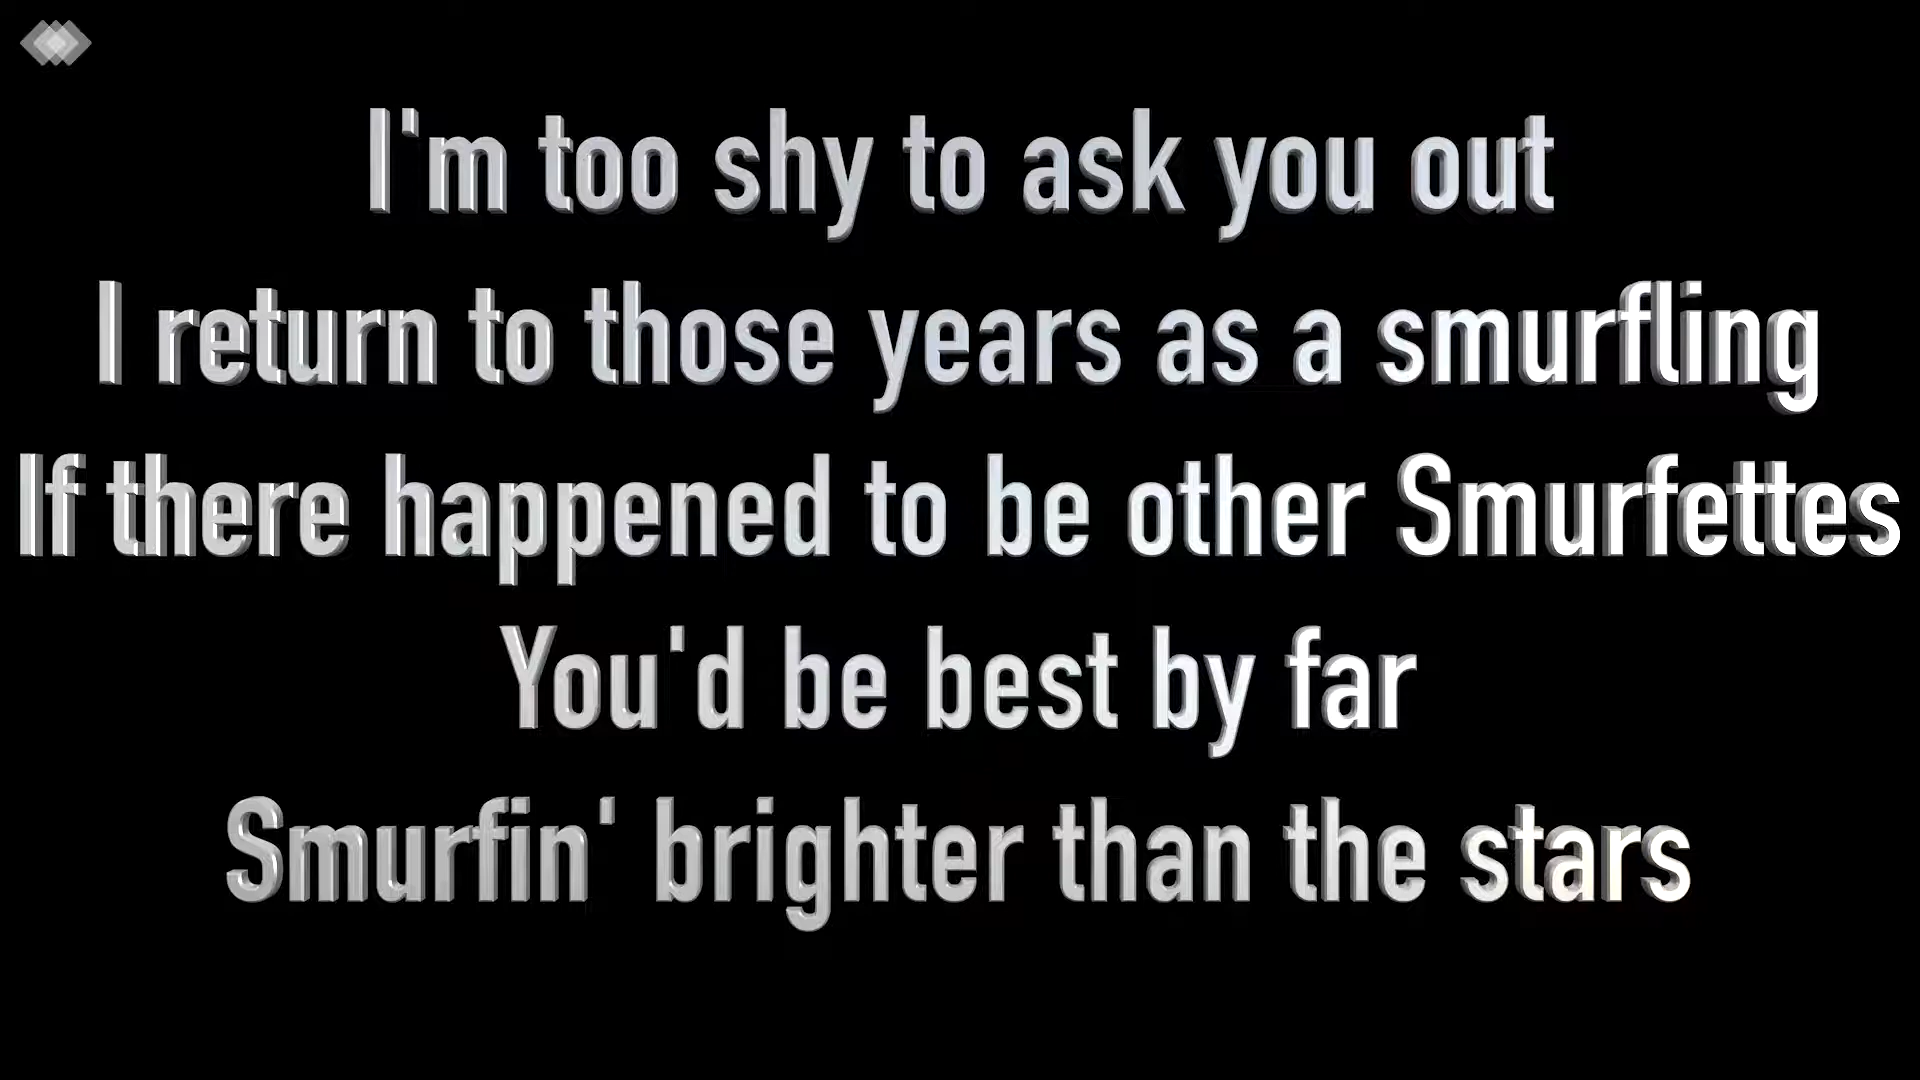 I'm too shy to ask you out
I return to those years as a smurfling
If there happened to be other Smurfettes
You'd be best by far
Smurfin' brighter than the stars